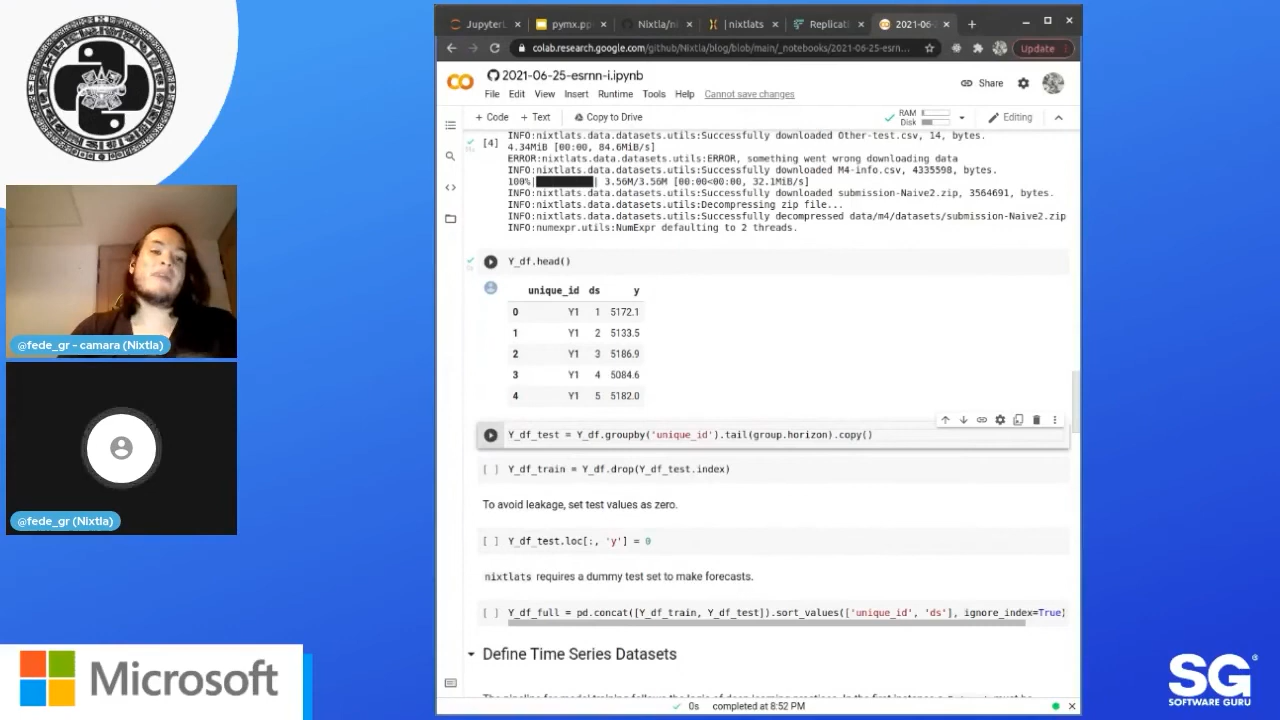 JupyterL
pymx.pp
Nixtla/ni
| nixtlats
Replicati
2021-06-
colab.research.google.com/github/Nixtla/blog/blob/main/_notebooks/2021-06-25-esrn...
Update
2021-06-25-esrnn-i.ipynb
Share
File Edit View Insert Runtime Tools Help Cannot save changes
+ Code + Text Copy to Drive
RAM
Disk
Editing
INFO:nixtlats.data.datasets.utils:Successfully downloaded Other-test.csv, 14, bytes.
[4]
4.34MiB [00:00, 84.6MiB/s]
ERROR:nixtlats.data.datasets.utils:ERROR, something went wrong downloading data
INFO:nixtlats.data.datasets.utils:Successfully downloaded M4-info.csv, 4335598, bytes.
100%|██████████| 3.56M/3.56M [00:00<00:00, 32.1MiB/s]
INFO:nixtlats.data.datasets.utils:Successfully downloaded submission-Naive2.zip, 3564691, bytes.
INFO:nixtlats.data.datasets.utils:Decompressing zip file...
INFO:nixtlats.data.datasets.utils:Successfully decompressed data/m4/datasets/submission-Naive2.zip
INFO:numexpr.utils:NumExpr defaulting to 2 threads.
Y_df.head()
unique_id ds y
0 Y1 1 5172.1
1 Y1 2 5133.5
2 Y1 3 5186.9
3 Y1 4 5084.6
4 Y1 5 5182.0
Y_df_test = Y_df.groupby('unique_id').tail(group.horizon).copy()
[ ] Y_df_train = Y_df.drop(Y_df_test.index)
To avoid leakage, set test values as zero.
[ ] Y_df_test.loc[:, 'y'] = 0
nixtlats requires a dummy test set to make forecasts.
[ ] Y_df_full = pd.concat([Y_df_train, Y_df_test]).sort_values(['unique_id', 'ds'], ignore_index=True)
Define Time Series Datasets
0s completed at 8:52 PM
@fede_gr - camara (Nixtla)
@fede_gr (Nixtla)
Microsoft
SG
SOFTWARE GURU